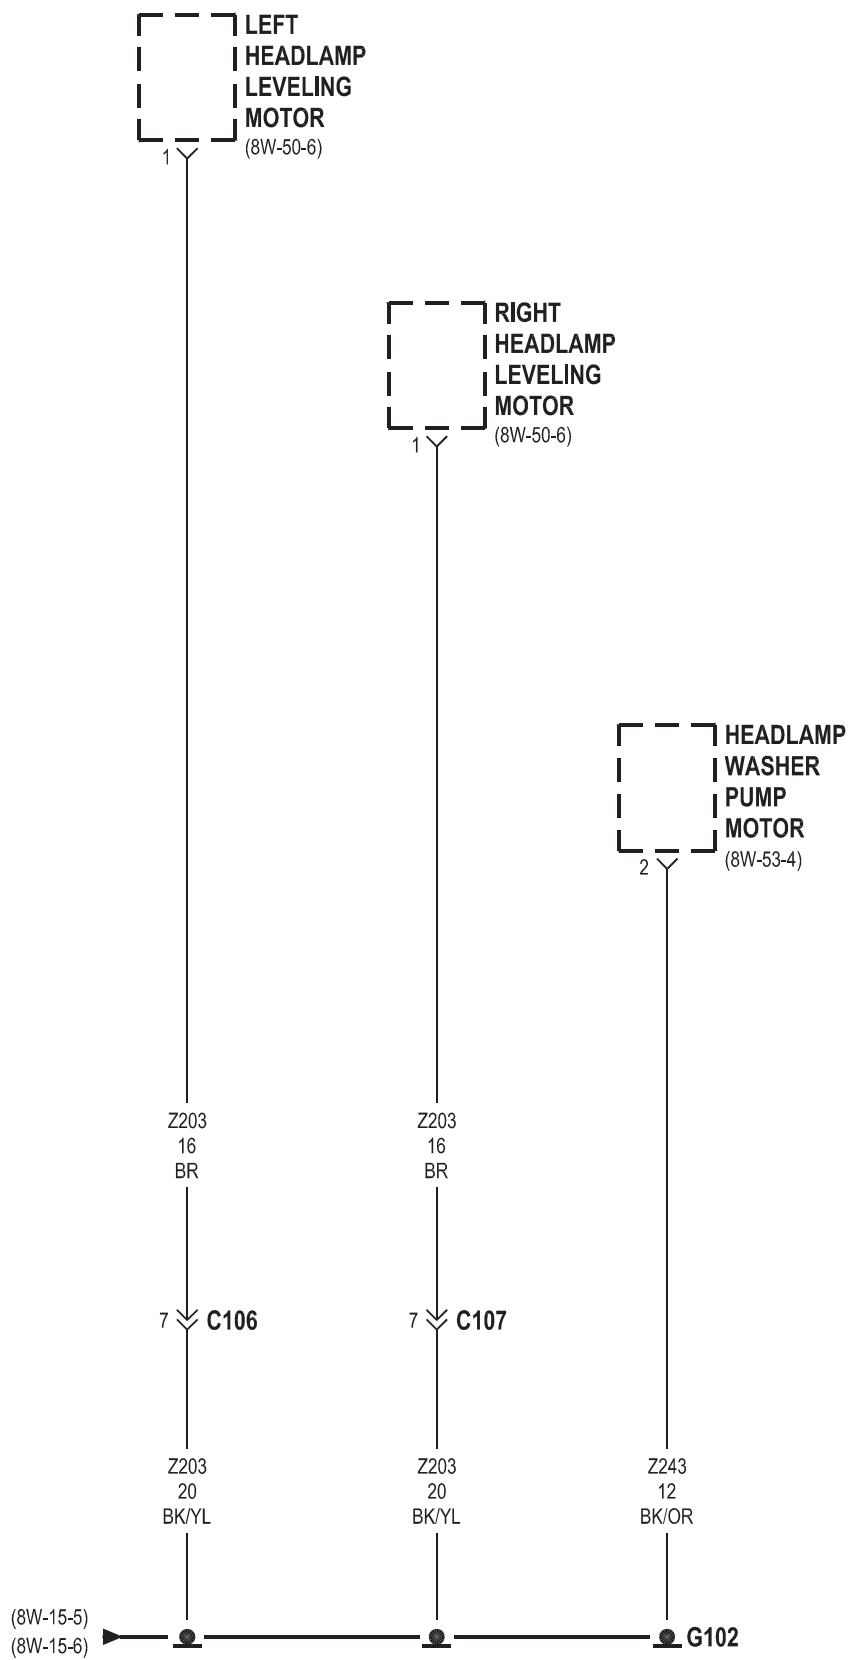 LEFT
HEADLAMP
LEVELING
MOTOR
(8W-50-6)
1
RIGHT
HEADLAMP
LEVELING
MOTOR
(8W-50-6)
1
HEADLAMP
WASHER
PUMP
MOTOR
(8W-53-4)
2
Z203
16
BR
Z203
16
BR
7 C106
7 C107
Z203
20
BK/YL
Z203
20
BK/YL
Z243
12
BK/OR
(8W-15-5)
(8W-15-6)
G102